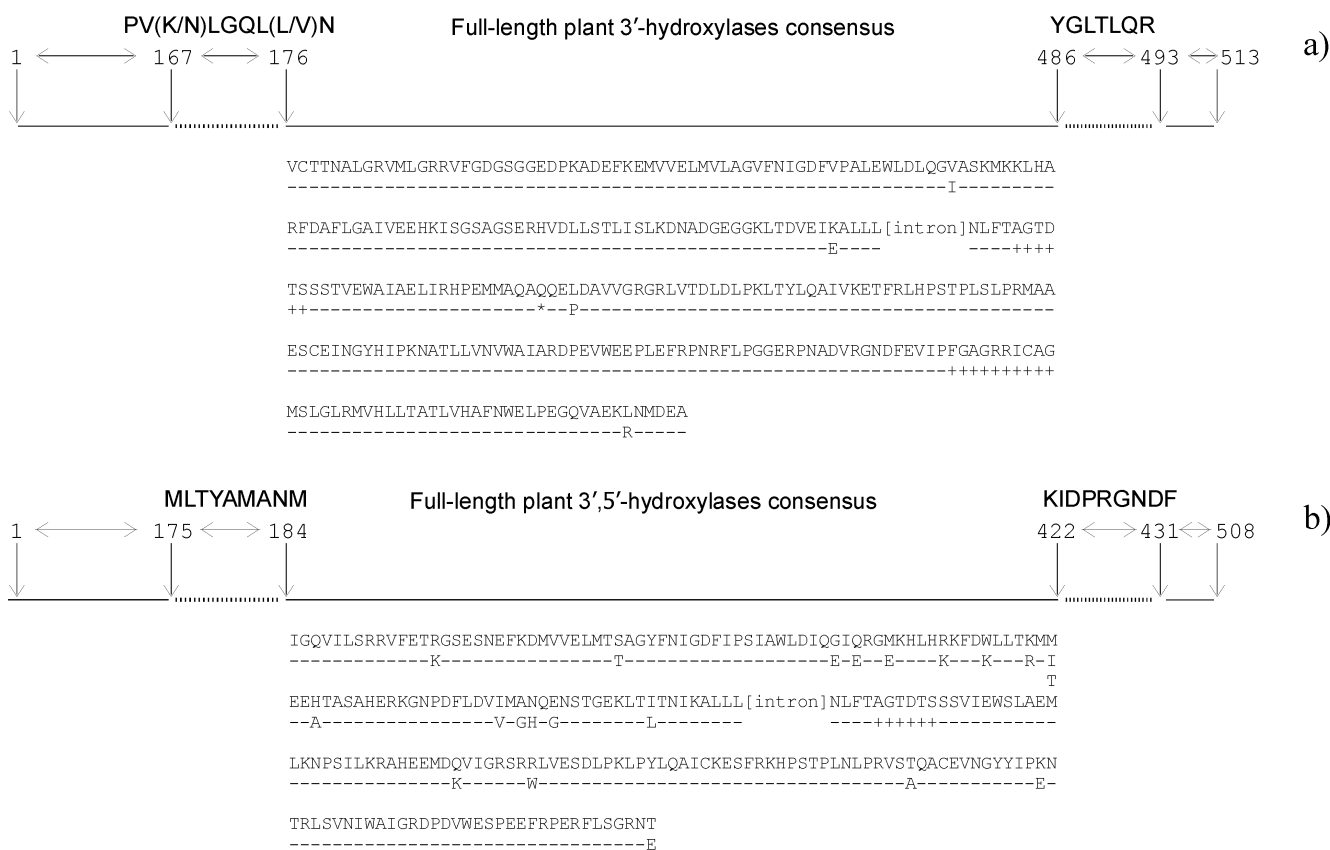 PV(K/N)LGQL(L/V)N Full-length plant 3′-hydroxylases consensus YGLTLQR a)
1 167 176 486 493 513
VCTTNALGRVMLGRRVFGDGSGGEDPKADEFKEMVVELMVLAGVFNIGDFVPALEWLDLQGVASKMKKLHA
-------------------------------------------------------------I---------
RFDAFLGAIVEEHKISGSAGSERHVDLLSTLISLKDNADGEGGKLTDVEIKALLL[intron]NLFTAGTD
--------------------------------------------------E---- ----++++
TSSSTVEWAIAELIRHPEMMAQAQQELDAVVGRGRLVTDLDLPKLTYLQAIVKETFRLHPSTPLSLPRMAA
++---------------------*--P--------------------------------------------
ESCEINGYHIPKNATLLVNVWAIARDPEVWEEPLEFRPNRFLPGGERPNADVRGNDFEVIPFGAGRRICAG
-------------------------------------------------------------++++++++++
MSLGLRMVHLLTATLVHAFNWELPEGQVAEKLNMDEA
-------------------------------R-----
MLTYAMANM Full-length plant 3′,5′-hydroxylases consensus KIDPRGNDF b)
1 175 184 422 431 508
IGQVILSRRVFETRGSESNEFKDMVVELMTSAGYFNIGDFIPSIAWLDIQGIQRGMKHLHRKFDWLLTKMM
-------------K----------------T-------------------E-E--E----K---K---R-I
T
EEHTASAHERKGNPDFLDVIMANQENSTGEKLTITNIKALLL[intron]NLFTAGTDTSSSVIEWSLAEM
--A----------------V-GH-G--------L-------- ----++++++-----------
LKNPSILKRAHEEMDQVIGRSRRLVESDLPKLPYLQAICKESFRKHPSTPLNLPRVSTQACEVNGYYIPKN
---------------K------W----------------------------------A-----------E-
TRLSVNIWAIGRDPDVWESPEEFRPERFLSGRNT
---------------------------------E